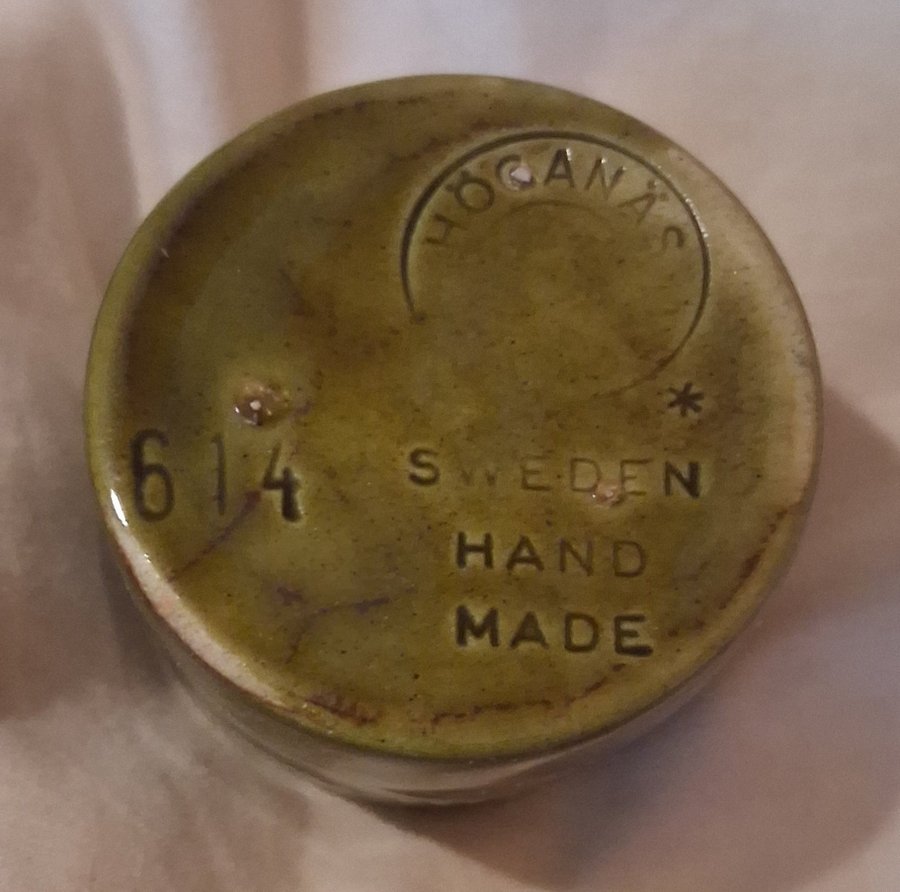 HÖGANÄS
*
614
SWEDEN
HAND
MADE